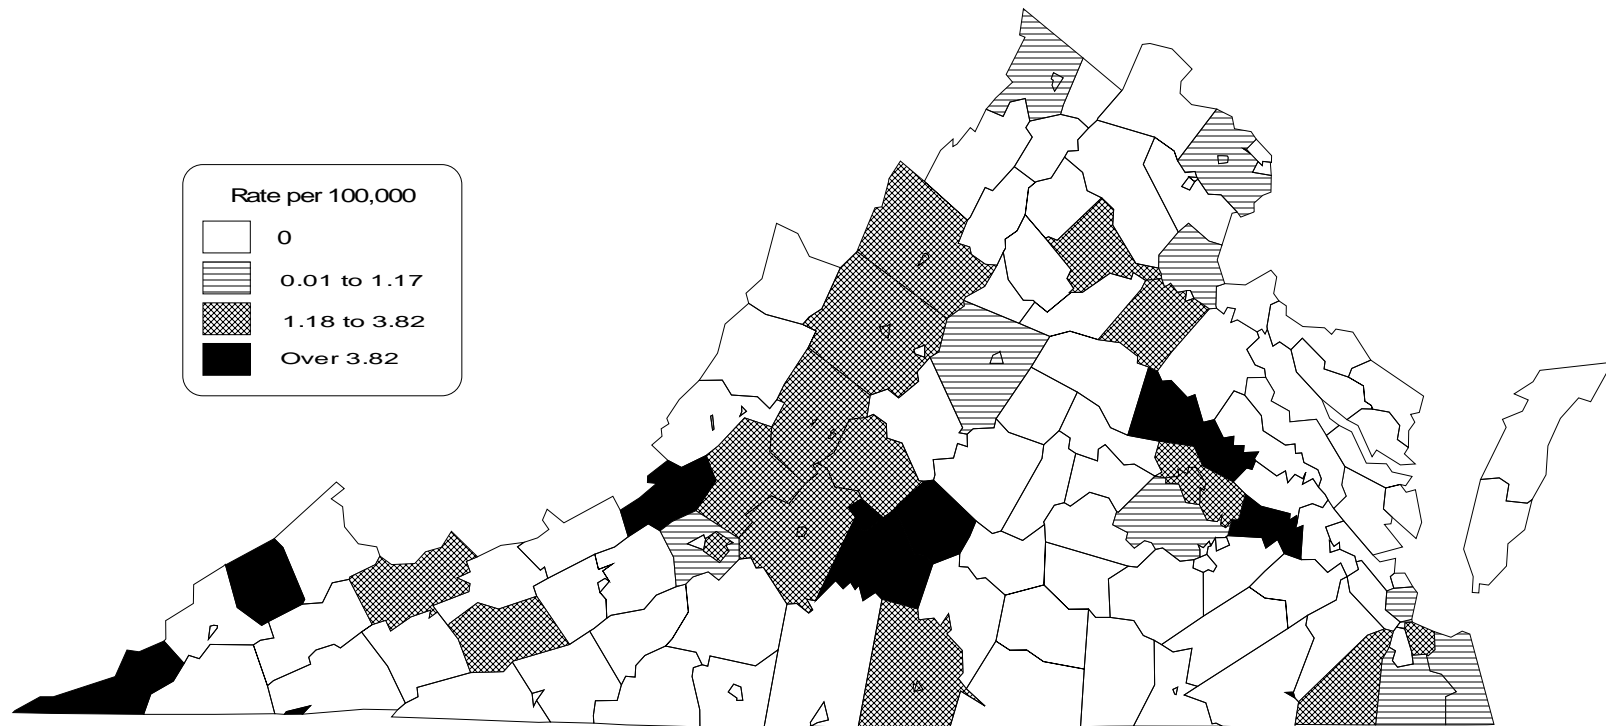 Rate per 100,000
0
0.01 to 1.17
1.18 to 3.82
Over 3.82